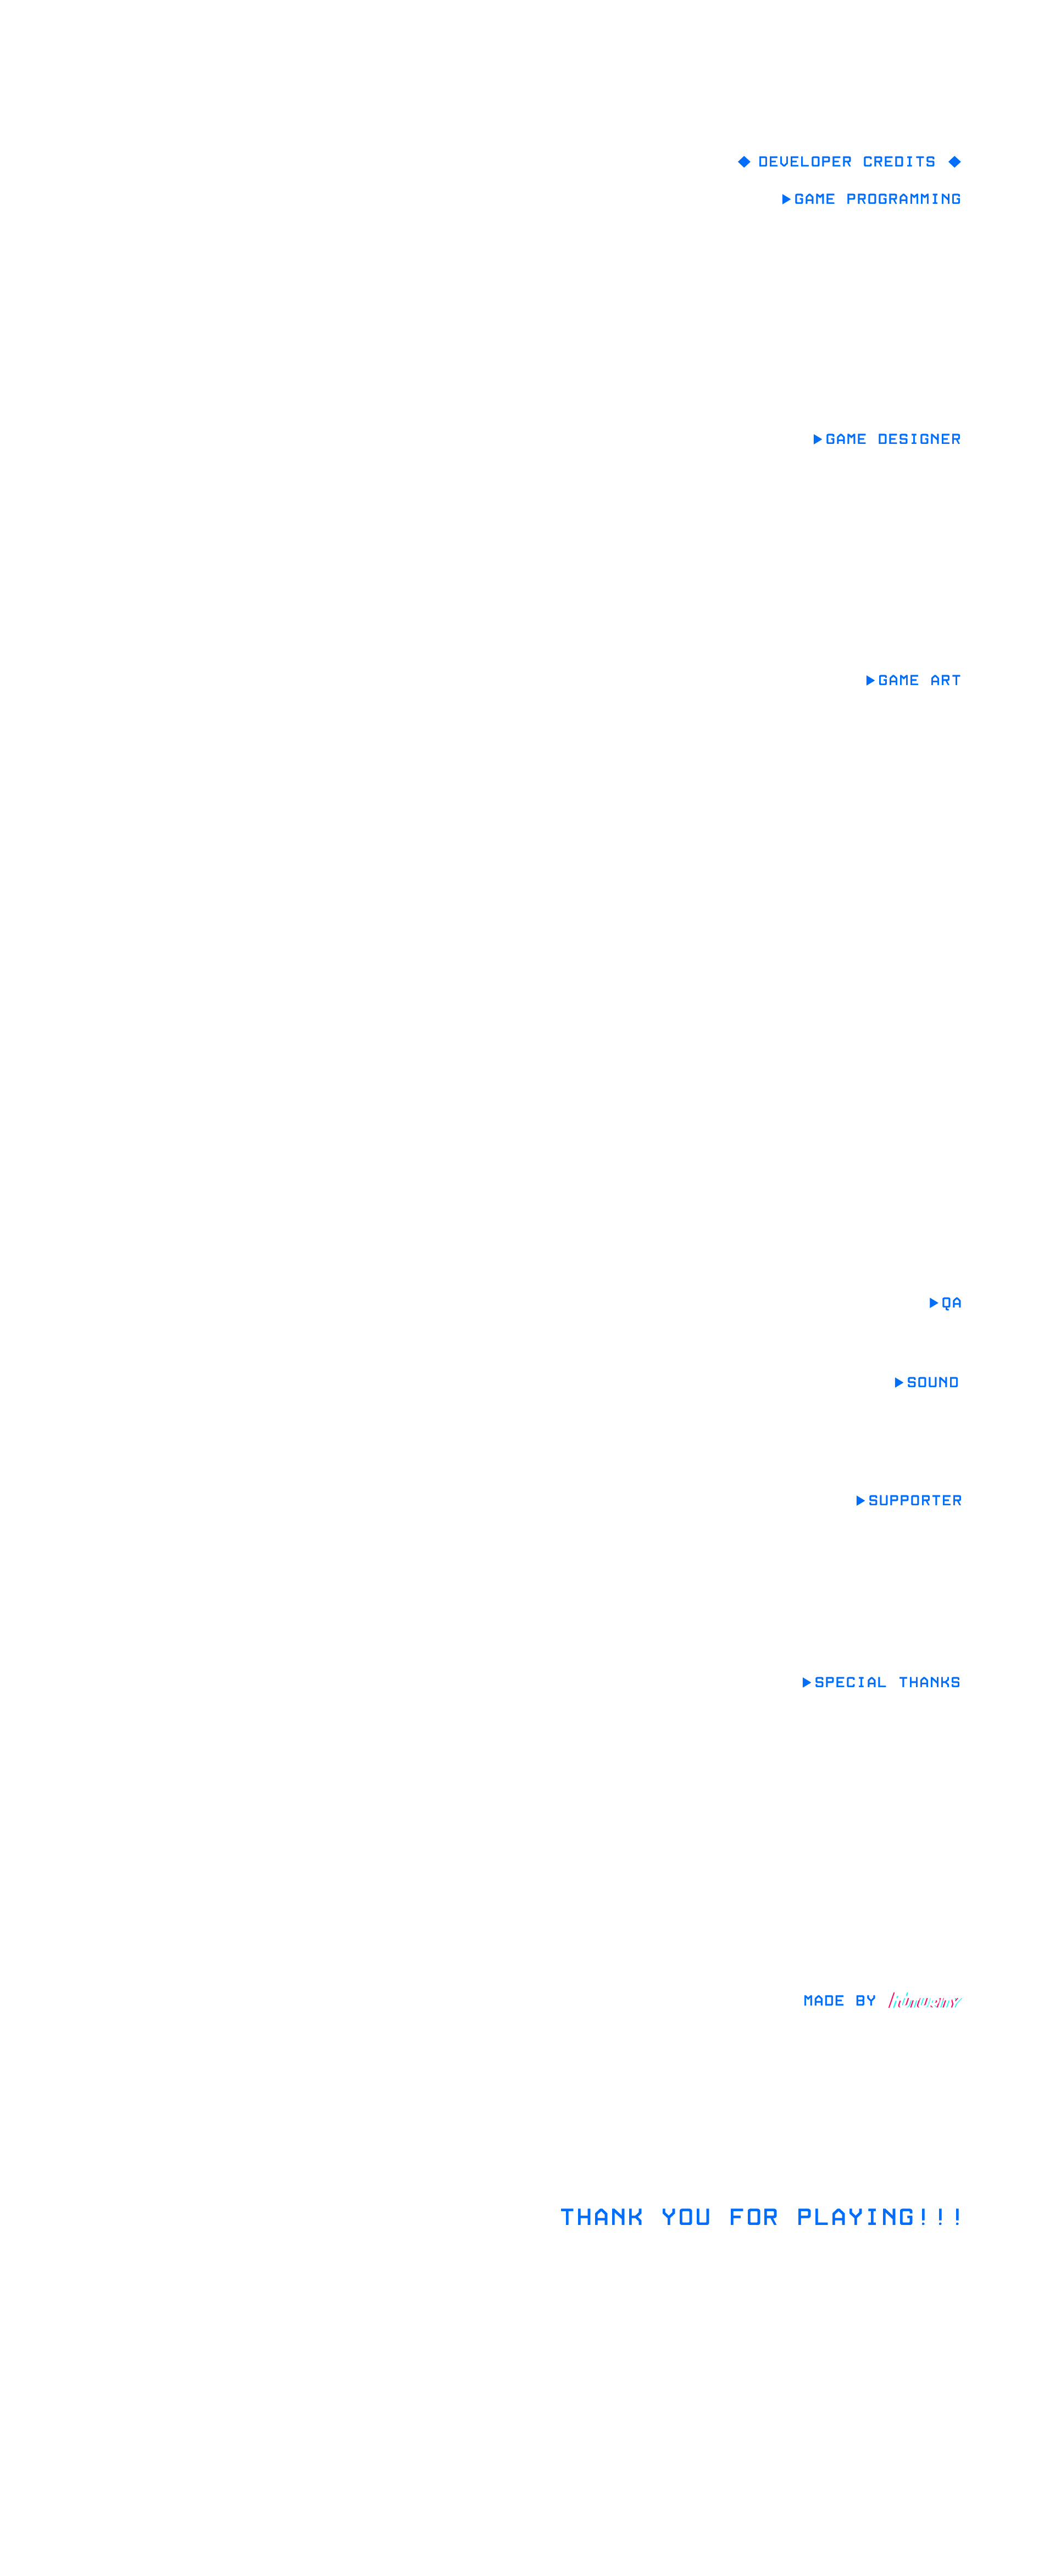 ◆ DEVELOPER CREDITS ◆
▶GAME PROGRAMMING
▶GAME DESIGNER
▶GAME ART
▶QA
▶SOUND
▶SUPPORTER
▶SPECIAL THANKS
MADE BY
THANK YOU FOR PLAYING!!!